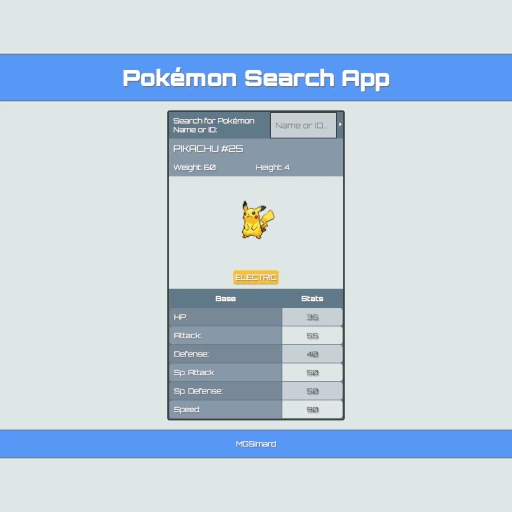 Pokémon Search App
Search for Pokémon
Name or ID:
Name or ID...
PIKACHU #25
Weight: 60
Height: 4
ELECTRIC
Base
Stats
HP:
35
Attack:
55
Defense:
40
Sp. Attack
50
Sp. Defense:
50
Speed
90
MGSimard